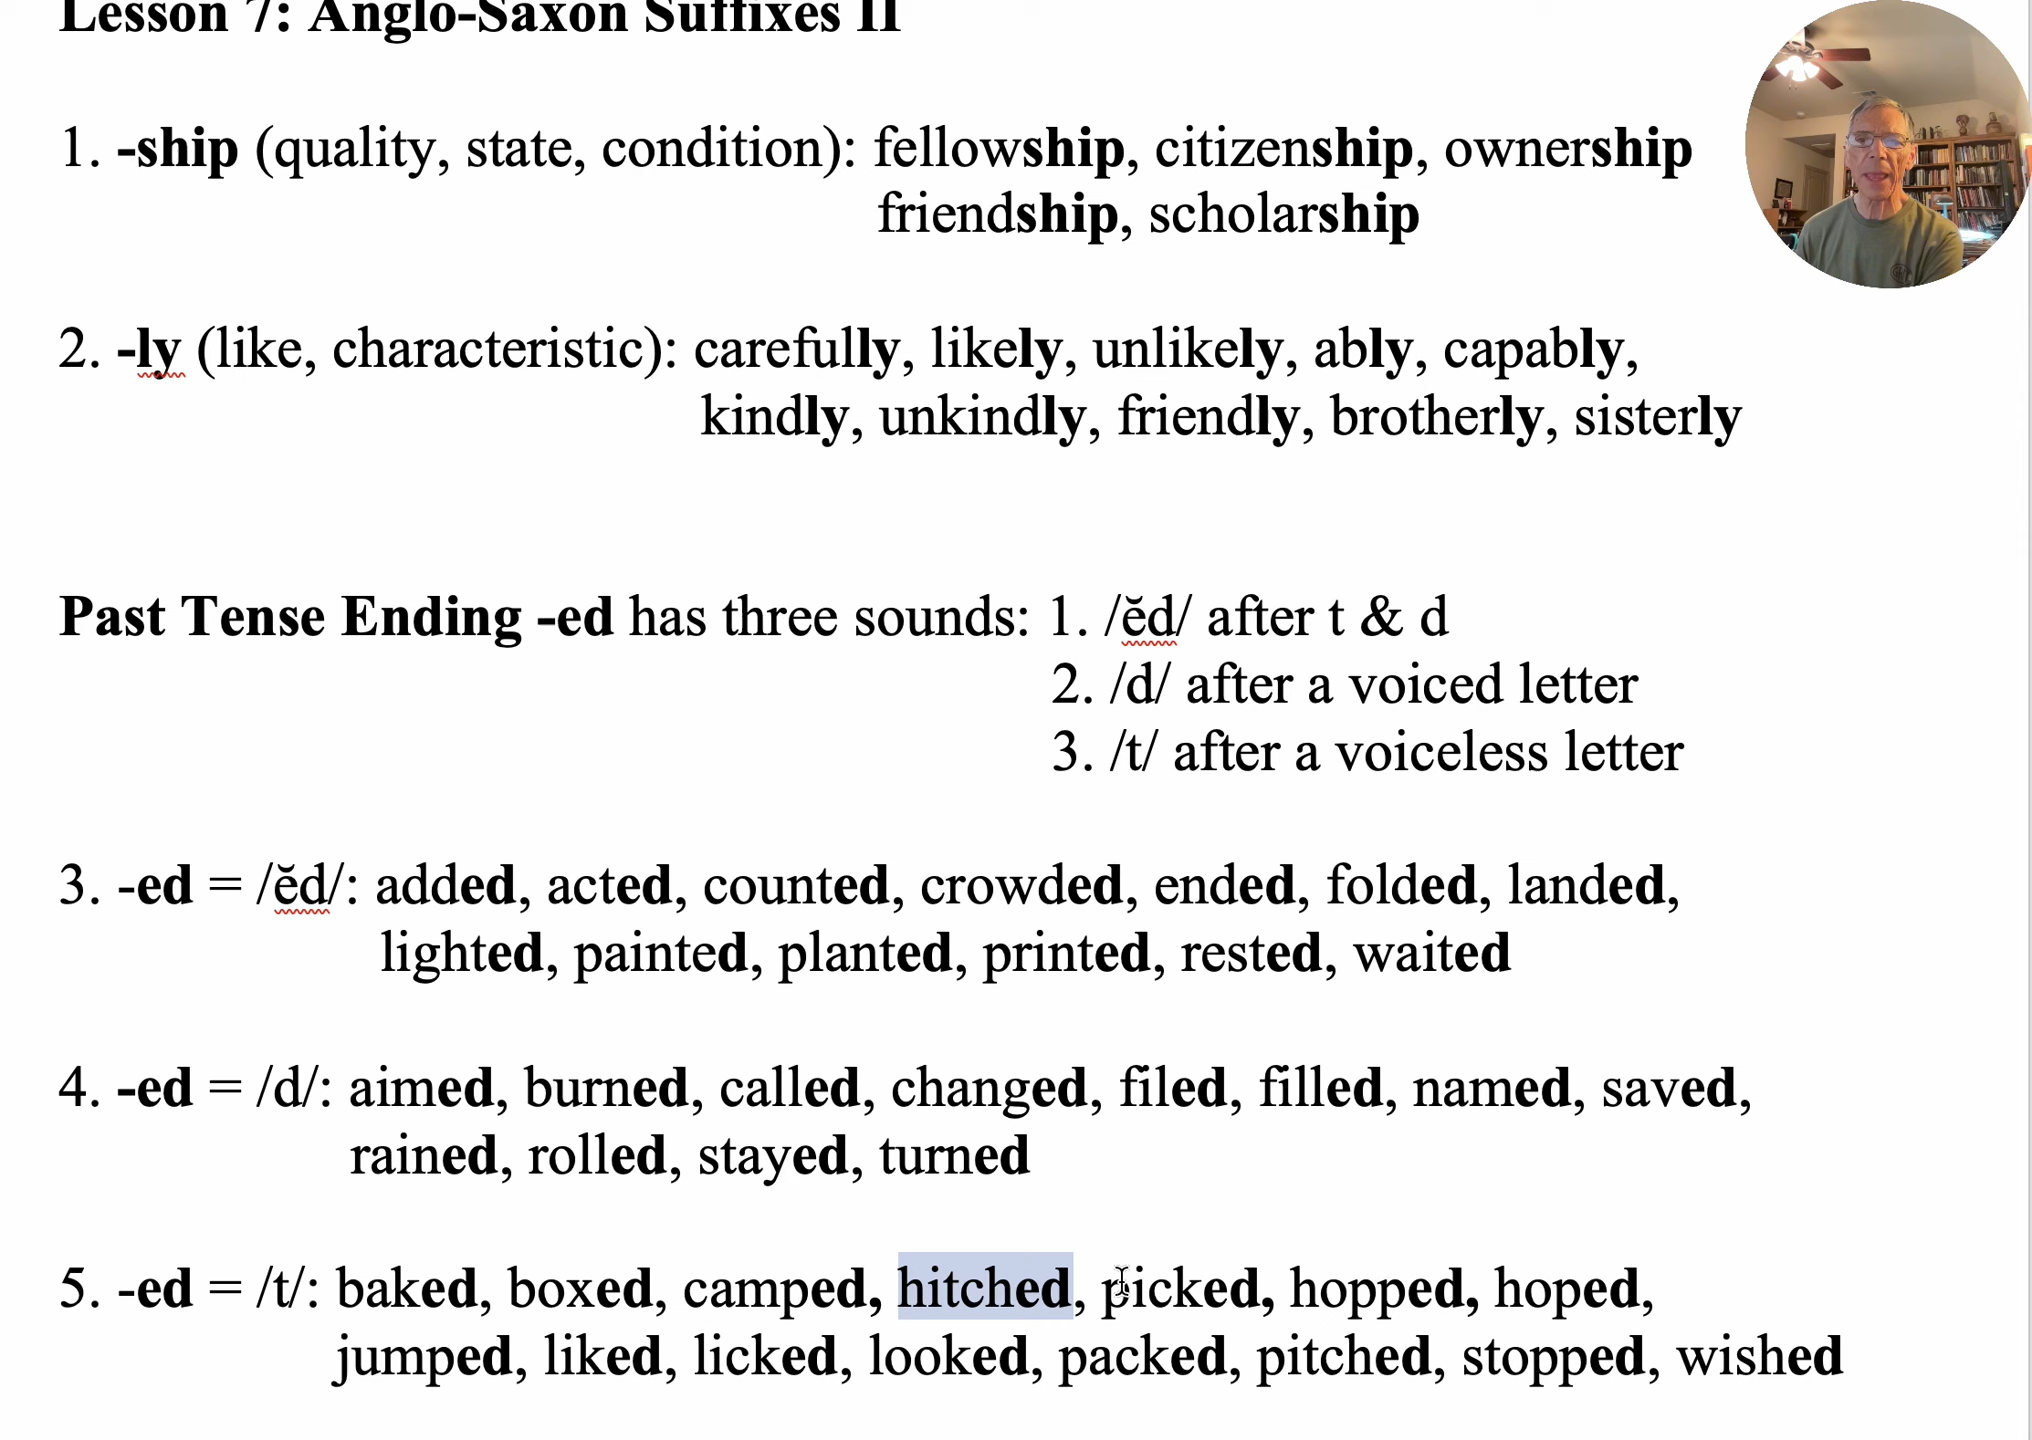 Lesson 7: Anglo-Saxon Suffixes II
1. -ship (quality, state, condition): fellowship, citizenship, ownership
friendship, scholarship
2. -ly (like, characteristic): carefully, likely, unlikely, ably, capably,
kindly, unkindly, friendly, brotherly, sisterly
Past Tense Ending -ed has three sounds: 1. /ĕd/ after t & d
2. /d/ after a voiced letter
3. /t/ after a voiceless letter
3. -ed = /ĕd/: added, acted, counted, crowded, ended, folded, landed,
lighted, painted, planted, printed, rested, waited
4. -ed = /d/: aimed, burned, called, changed, filed, filled, named, saved,
rained, rolled, stayed, turned
5. -ed = /t/: baked, boxed, camped, hitched, picked, hopped, hoped,
jumped, liked, licked, looked, packed, pitched, stopped, wished